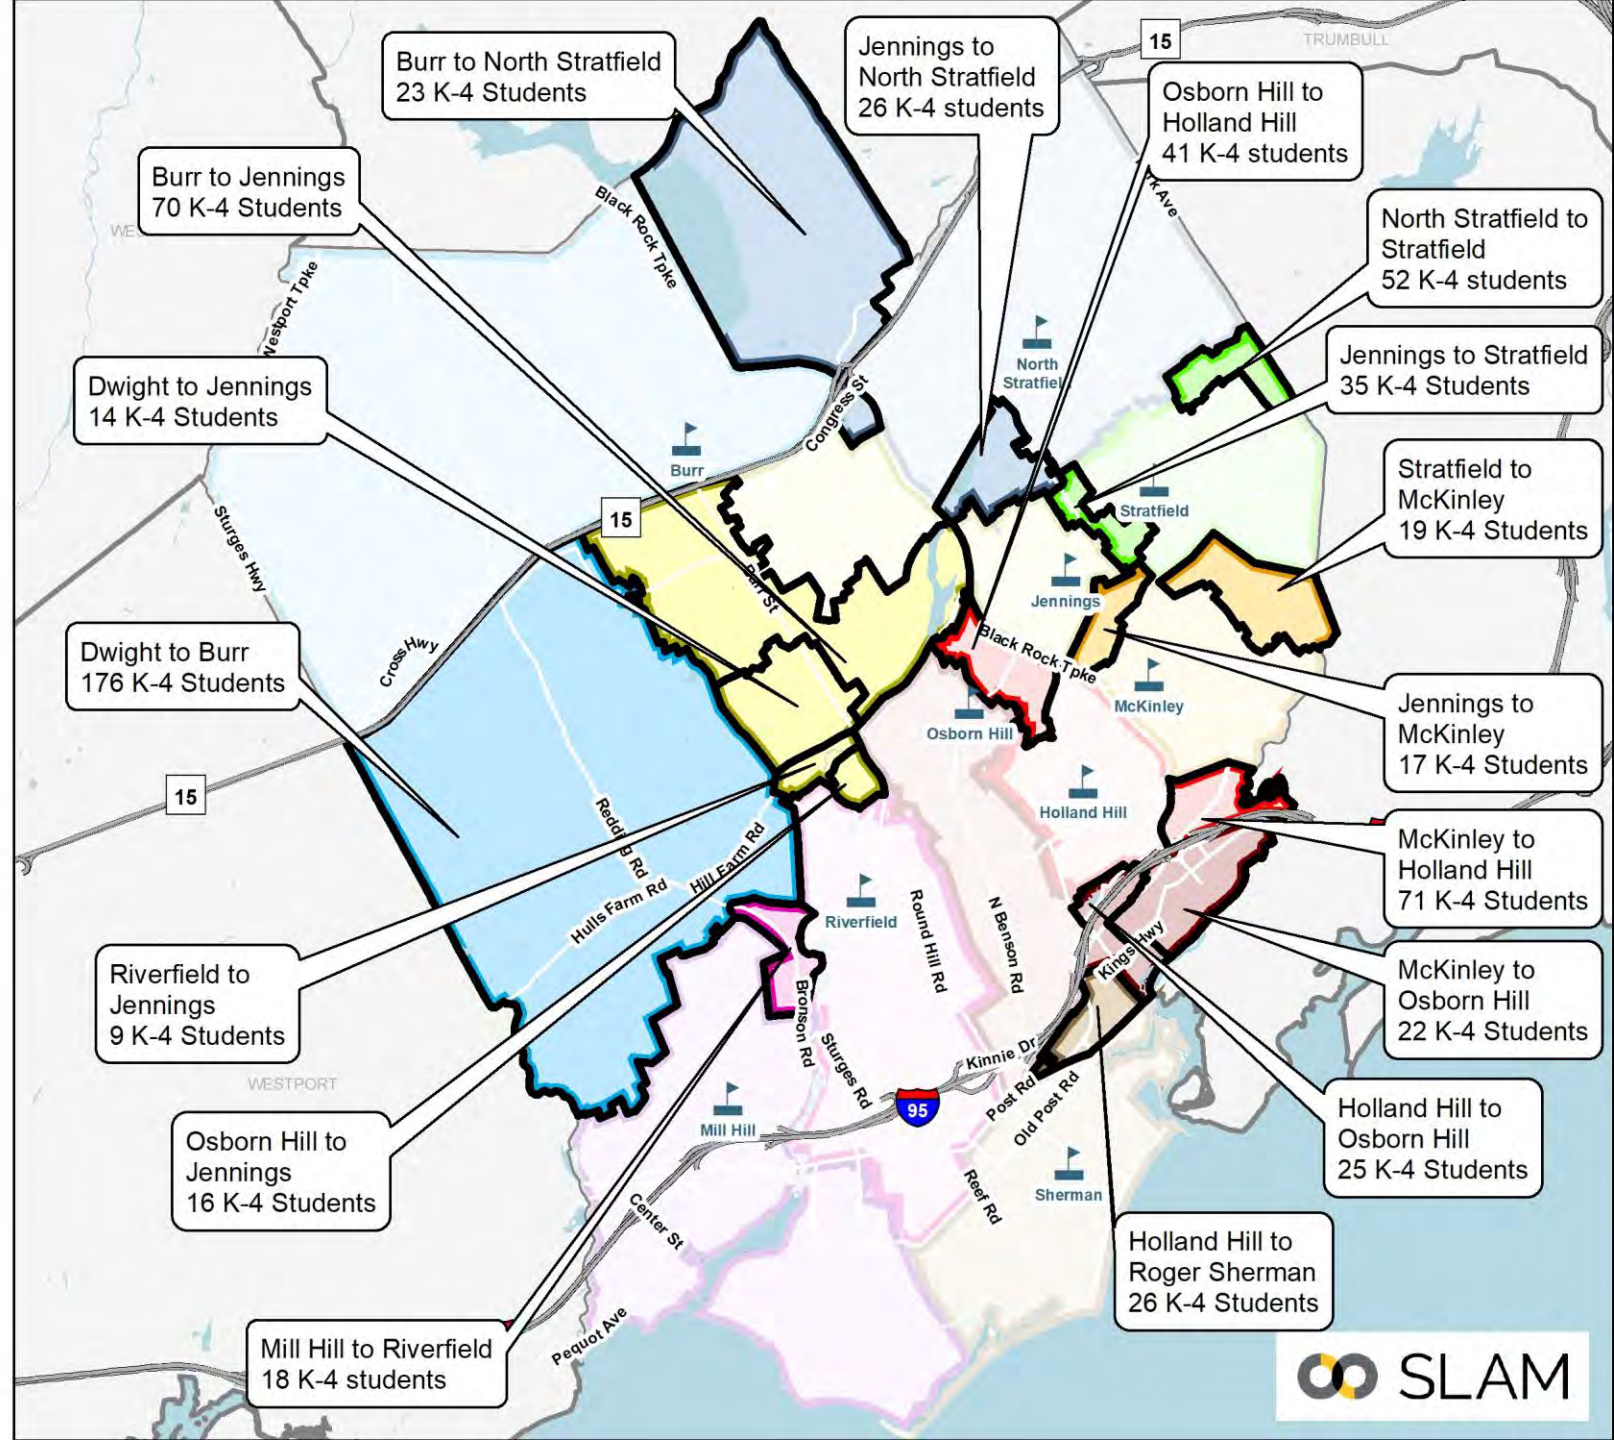 TRUMBULL
15
Burr to North Stratfield
23 K-4 Students
Jennings to
North Stratfield
26 K-4 students
Osborn Hill to
Holland Hill
41 K-4 students
Burr to Jennings
70 K-4 Students
North Stratfield to
Stratfield
52 K-4 students
Black Rock Tpke
Westport Tpke
Jennings to Stratfield
35 K-4 Students
Dwight to Jennings
14 K-4 Students
North
Stratfield
Congress St
Burr
Stratfield to
McKinley
19 K-4 Students
Stratfield
15
Sturges Hwy
Burr St
Jennings
Cross Hwy
Black Rock Tpke
Dwight to Burr
176 K-4 Students
McKinley
Jennings to
McKinley
17 K-4 Students
Osborn Hill
15
Holland Hill
McKinley to
Holland Hill
71 K-4 Students
Redding Rd
Hill Farm Rd
Hulls Farm Rd
Riverfield
Round Hill Rd
N Benson Rd
Kings Hwy
McKinley to
Osborn Hill
22 K-4 Students
Riverfield to
Jennings
9 K-4 Students
Bronson Rd
Sturges Rd
Kinnie Dr
WESTPORT
Post Rd
Old Post Rd
95
Mill Hill
Holland Hill to
Osborn Hill
25 K-4 Students
Osborn Hill to
Jennings
16 K-4 Students
Sherman
Reef Rd
Center St
Holland Hill to
Roger Sherman
26 K-4 Students
Pequot Ave
Mill Hill to Riverfield
18 K-4 students
SLAM